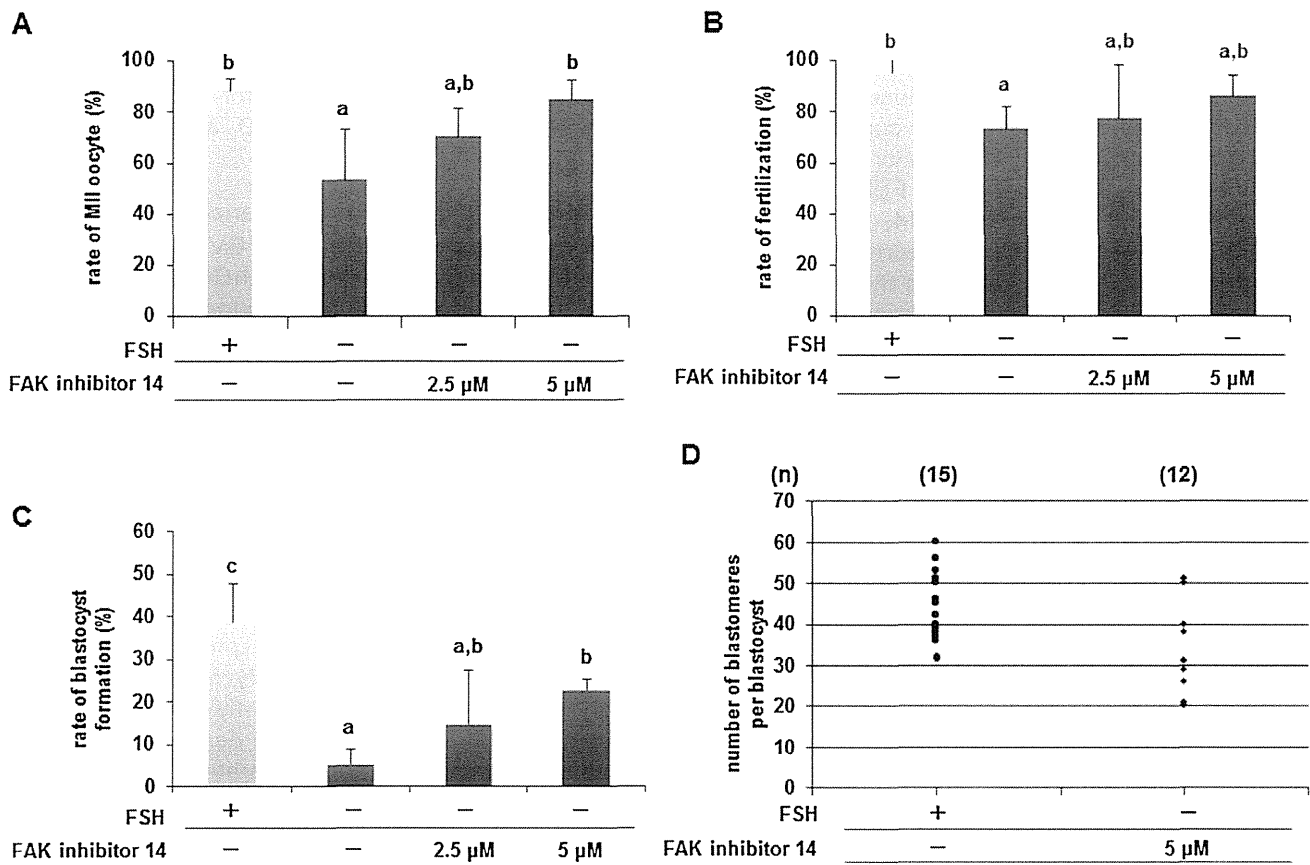 A
rate of MII oocyte (%)
100
80
60
40
20
0
b
a
a,b
b
FSH + − − −
FAK inhibitor 14 − − 2.5 µM 5 µM
B
rate of fertilization (%)
100
80
60
40
20
0
b
a
a,b
a,b
FSH + − − −
FAK inhibitor 14 − − 2.5 µM 5 µM
C
rate of blastocyst
formation (%)
60
50
40
30
20
10
0
c
a
a,b
b
FSH + − − −
FAK inhibitor 14 − − 2.5 µM 5 µM
D
(n) (15) (12)
number of blastomeres
per blastocyst
70
60
50
40
30
20
10
0
FSH + −
FAK inhibitor 14 − 5 µM